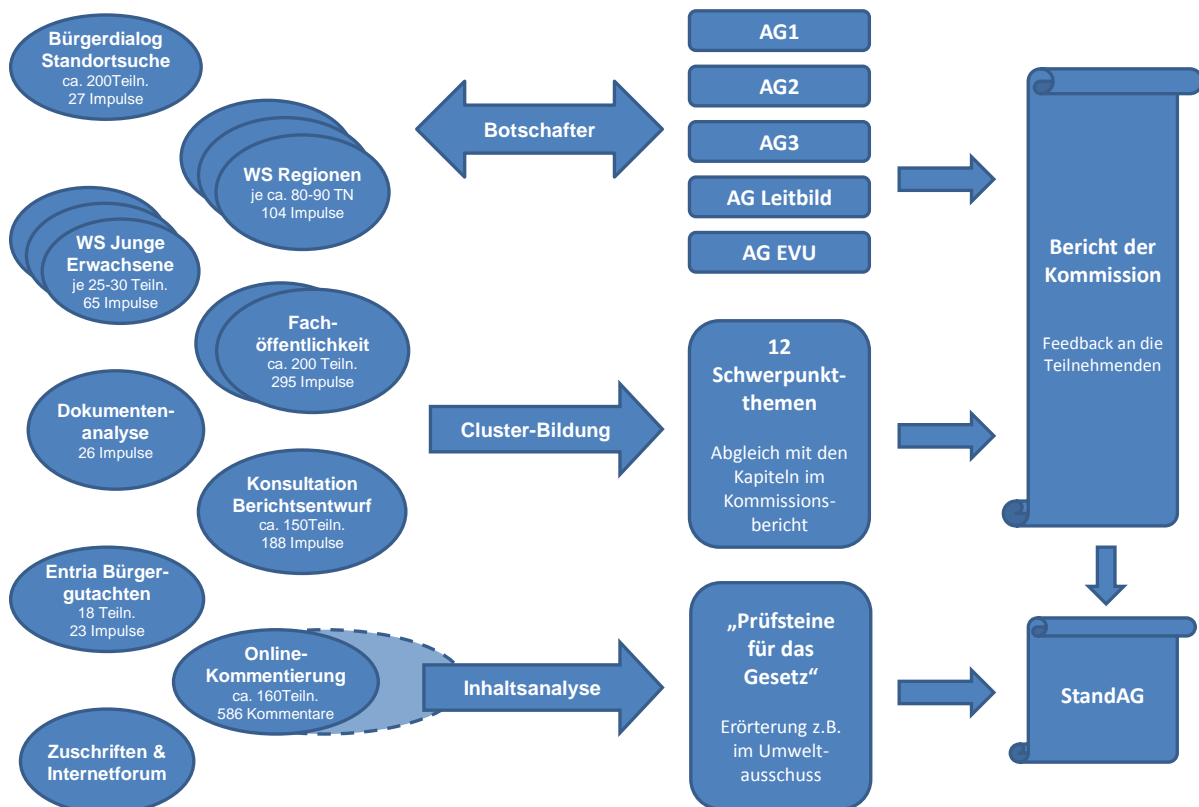 Bürgerdialog
Standortsuche
ca. 200Teiln.
27 Impulse
WS Regionen
je ca. 80-90 TN
104 Impulse
WS Junge
Erwachsene
je 25-30 Teiln.
65 Impulse
Fach-
öffentlichkeit
ca. 200 Teiln.
295 Impulse
Dokumenten-
analyse
26 Impulse
Konsultation
Berichtsentwurf
ca. 150Teiln.
188 Impulse
Entria Bürger-
gutachten
18 Teiln.
23 Impulse
Online-
Kommentierung
ca. 160Teiln.
586 Kommentare
Zuschriften &
Internetforum
Botschafter
Cluster-Bildung
Inhaltsanalyse
AG1
AG2
AG3
AG Leitbild
AG EVU
12
Schwerpunkt-
themen
Abgleich mit den
Kapiteln im
Kommissions-
bericht
„Prüfsteine
für das
Gesetz“
Erörterung z.B.
im Umwelt-
ausschuss
Bericht der
Kommission
Feedback an die
Teilnehmenden
StandAG